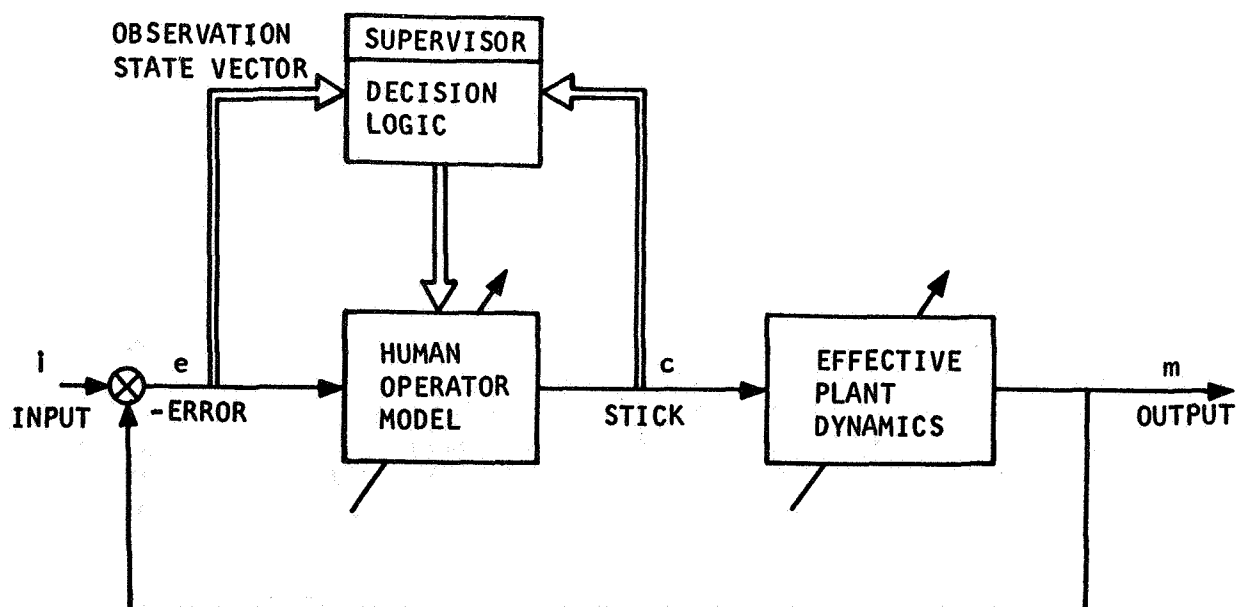 OBSERVATION
STATE VECTOR
SUPERVISOR
DECISION
LOGIC
i
INPUT
e
-ERROR
HUMAN
OPERATOR
MODEL
c
STICK
EFFECTIVE
PLANT
DYNAMICS
m
OUTPUT